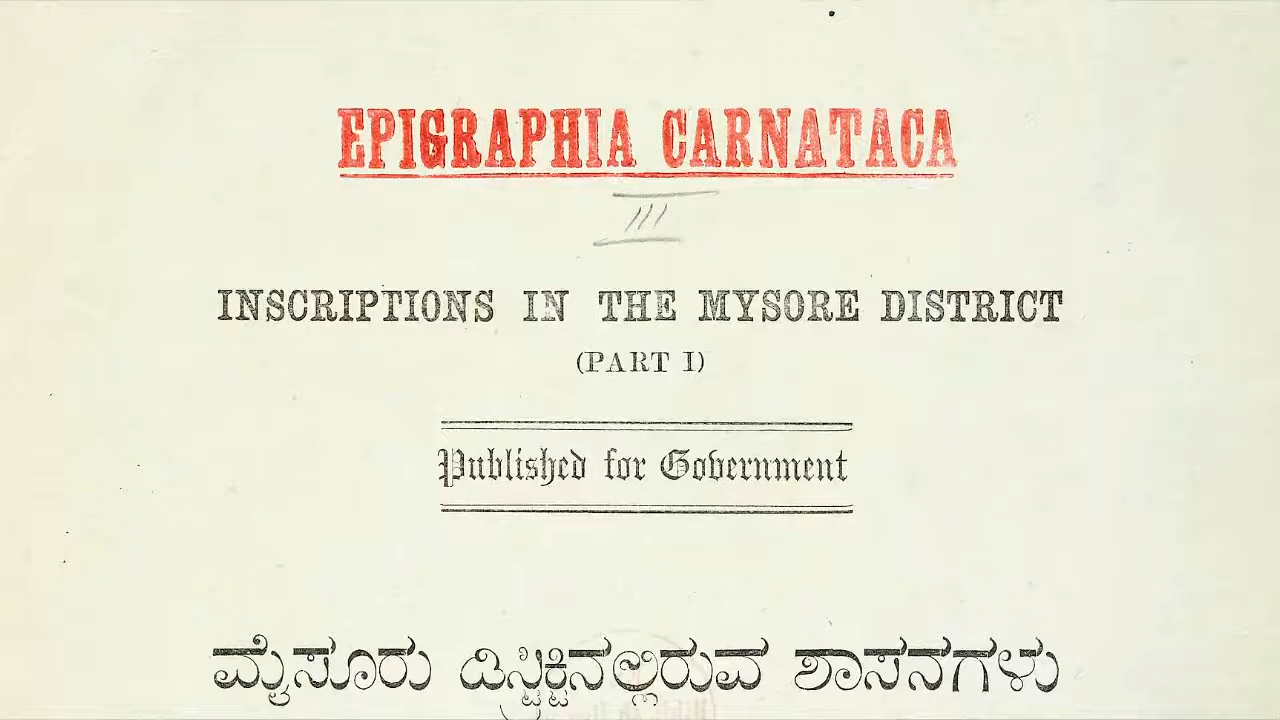 EPIGRAPHIA CARNATACA
III
INSCRIPTIONS IN THE MYSORE DISTRICT
(PART I)
Published for Government
ಮೈಸೂರು ಡಿಸ್ಟ್ರಿಕ್ಟಿನಲ್ಲಿರುವ ಶಾಸನಗಳು